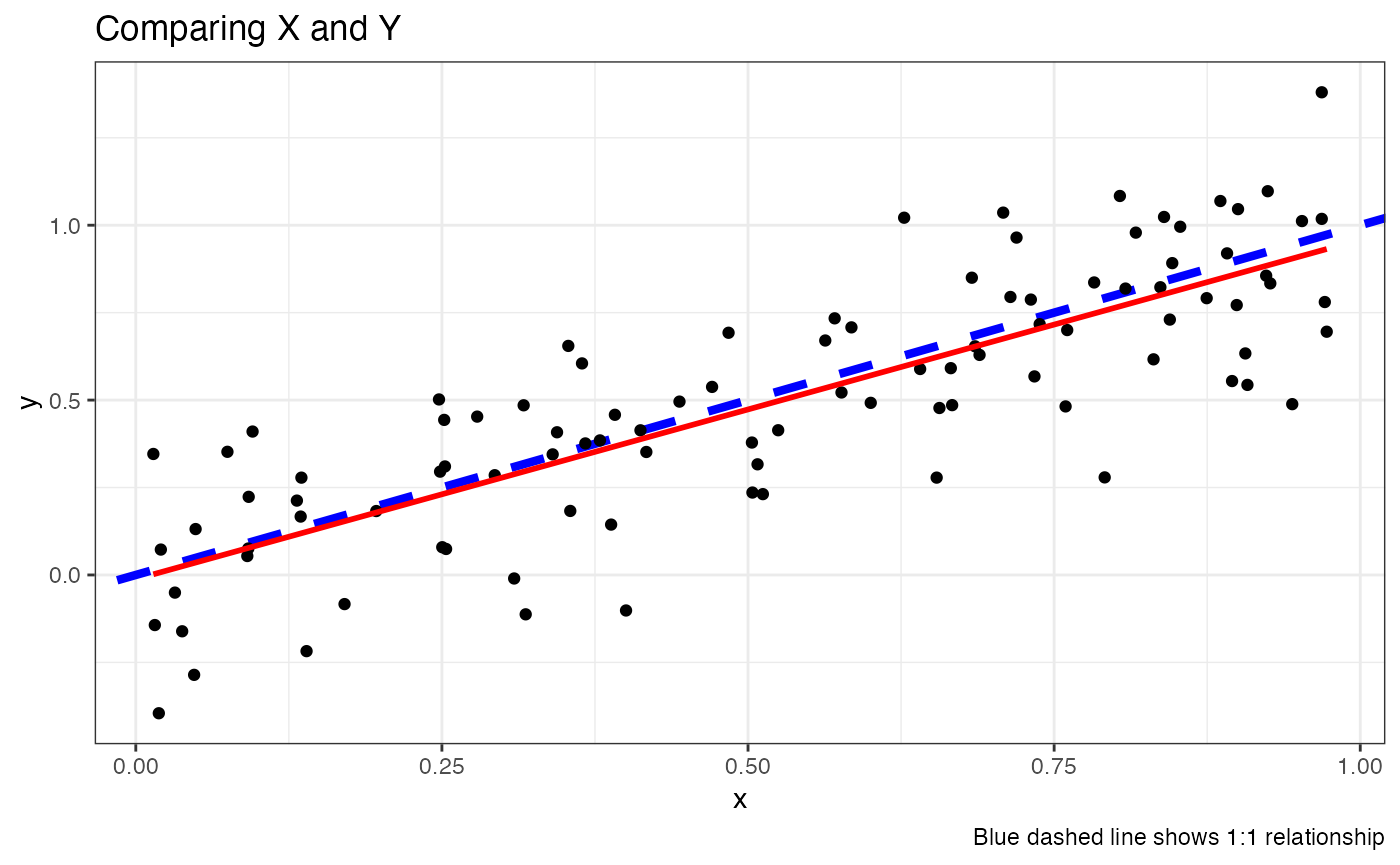 Comparing X and Y
1.0
0.5
0.0
y
0.00 0.25 0.50 0.75 1.00
x
Blue dashed line shows 1:1 relationship